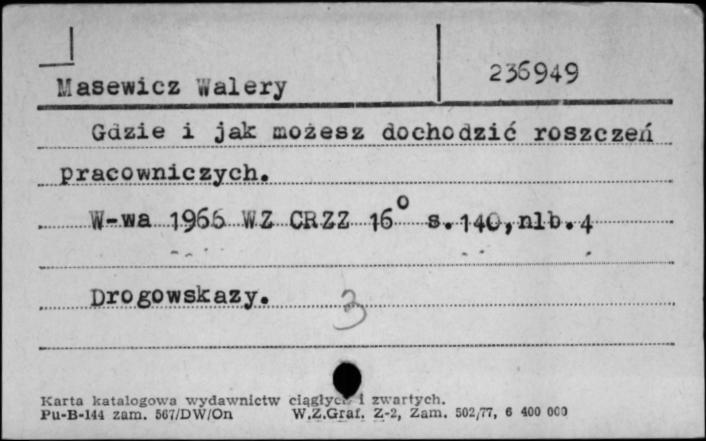 Masewicz Walery 236949
Gdzie i jak możesz dochodzić roszczeń
pracowniczych.
W-wa 1966 WZ CRZZ 16° s.140,nlb.4
Drogowskazy. 3
Karta katalogowa wydawnictw ciągłych i zwartych.
Pu-B-144 zam. 567/DW/On W.Z.Graf. Z-2, Zam. 502/77, 6 400 000